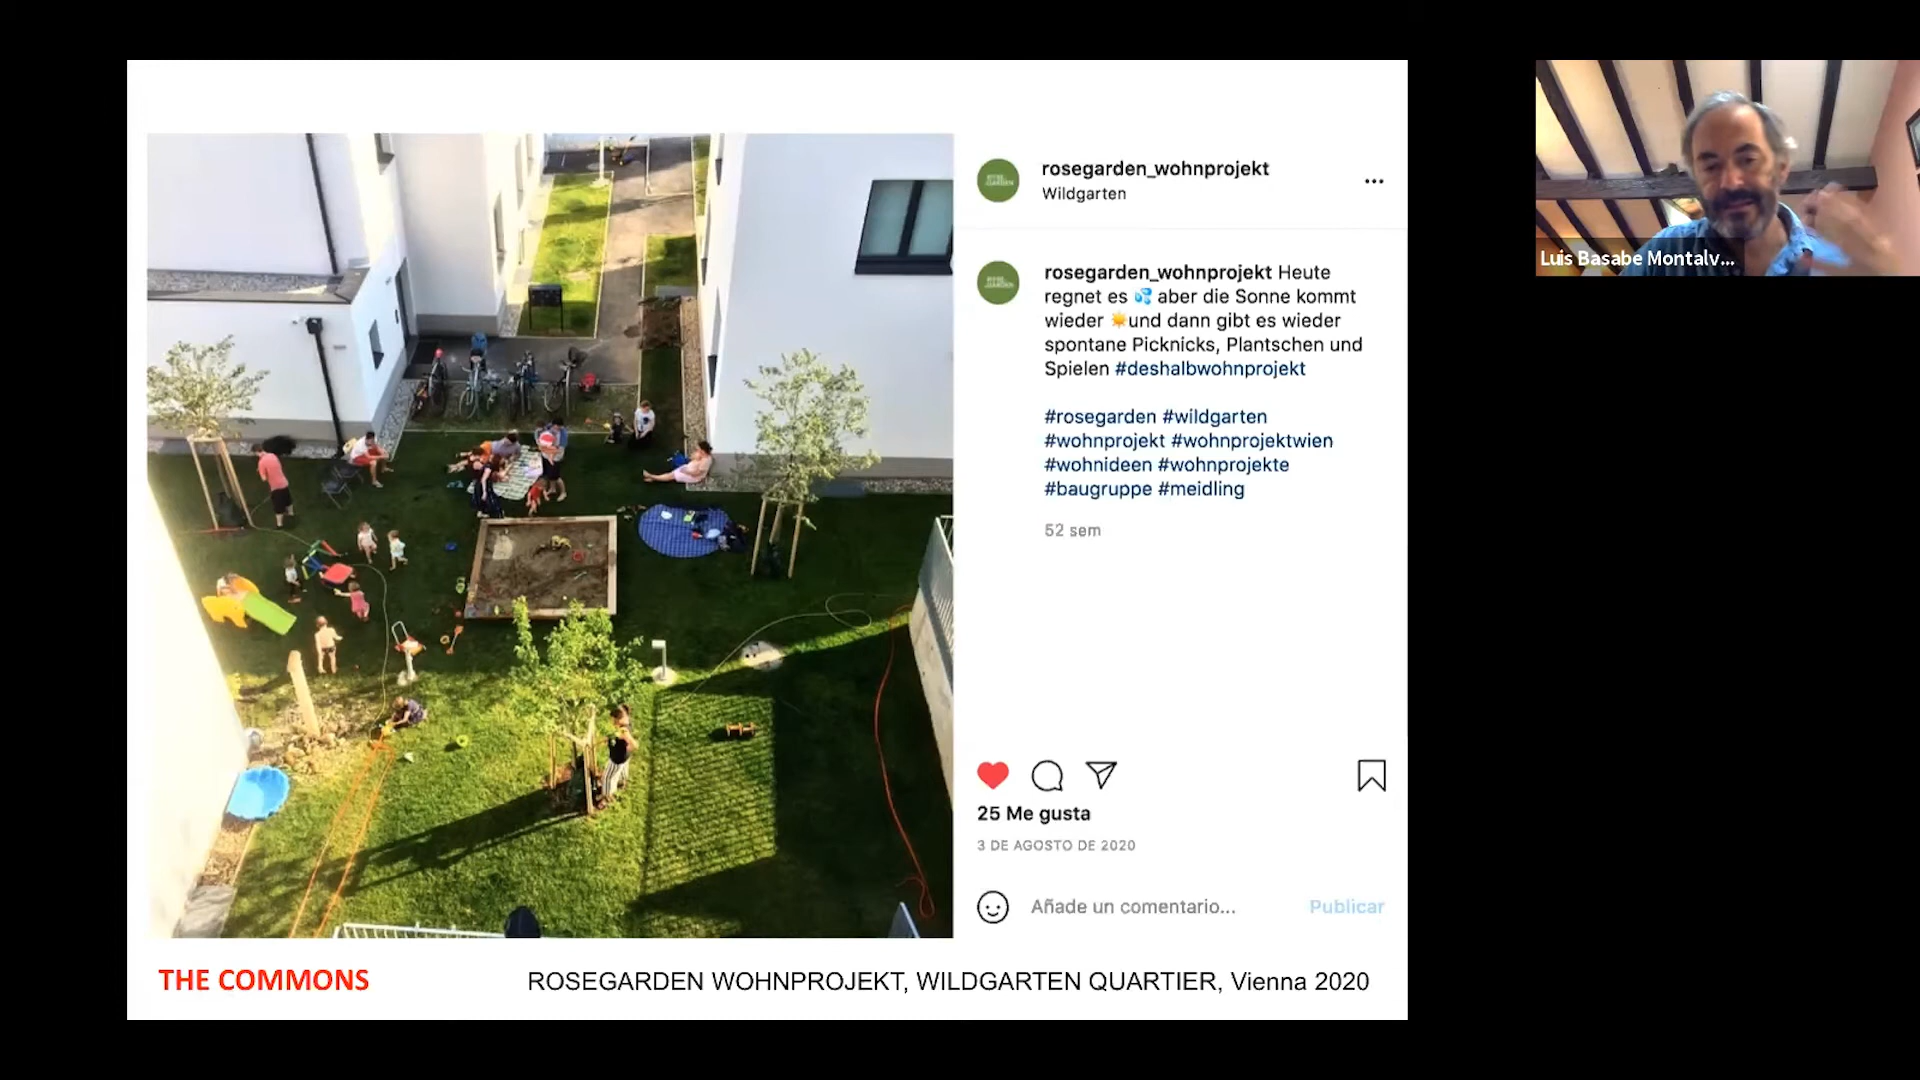 rosegarden_wohnprojekt
Wildgarten
rosegarden_wohnprojekt Heute
regnet es 💦 aber die Sonne kommt
wieder ☀️und dann gibt es wieder
spontane Picknicks, Plantschen und
Spielen #deshalbwohnprojekt
#rosegarden #wildgarten
#wohnprojekt #wohnprojektwien
#wohnideen #wohnprojekte
#baugruppe #meidling
52 sem
25 Me gusta
3 DE AGOSTO DE 2020
Añade un comentario...
Publicar
THE COMMONS
ROSEGARDEN WOHNPROJEKT, WILDGARTEN QUARTIER, Vienna 2020
Luis Basabe Montalv...